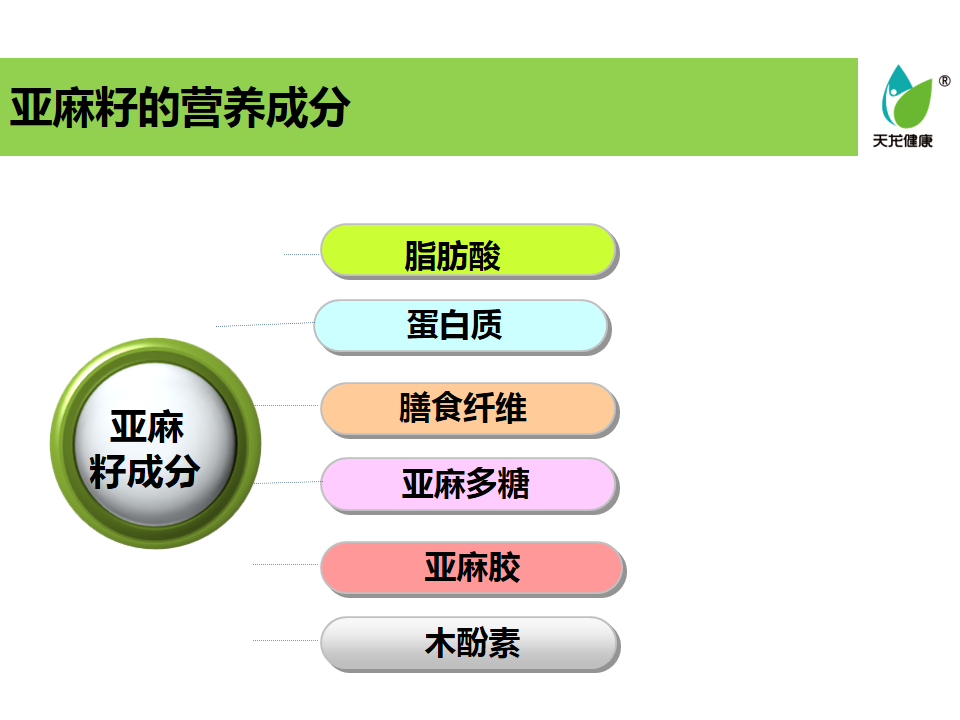 亚麻籽的营养成分
®
天龙健康
脂肪酸
蛋白质
膳食纤维
亚麻
籽成分
亚麻多糖
亚麻胶
木酚素